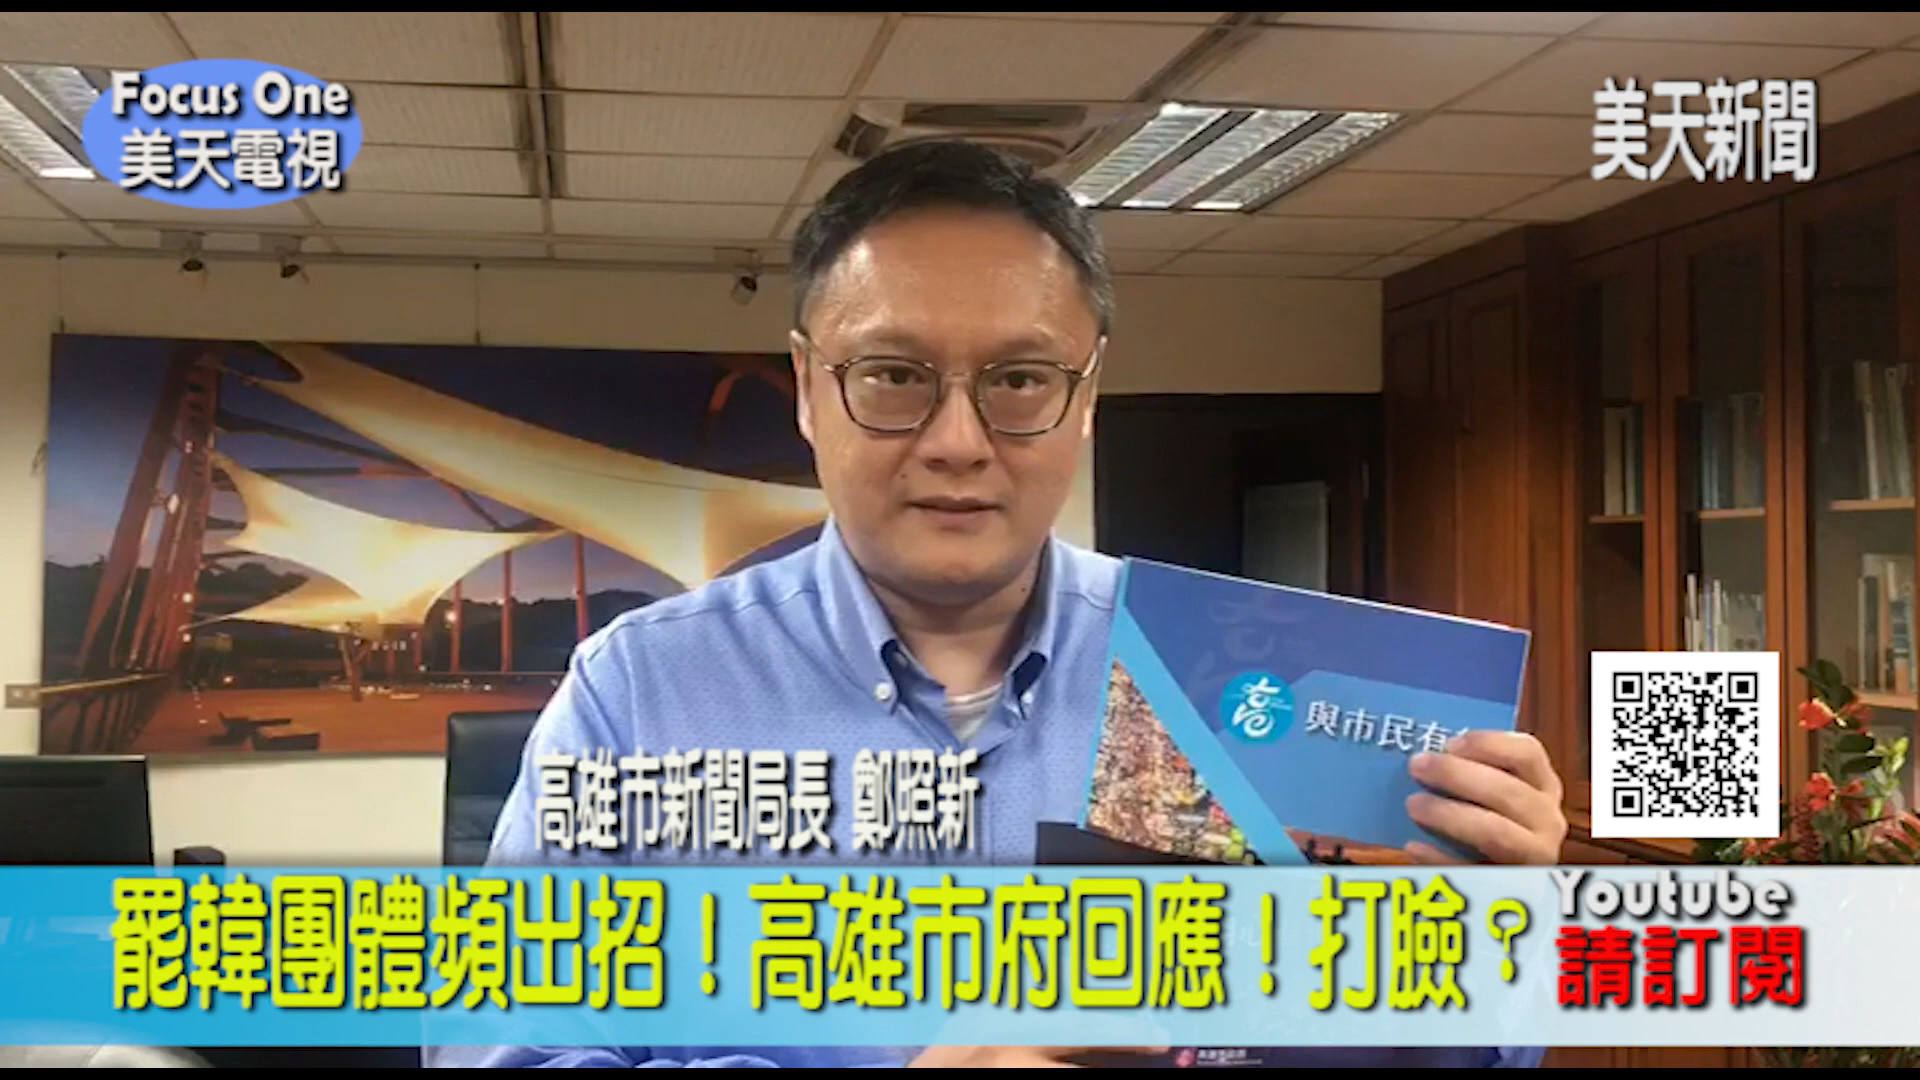 Focus One
美天電視
美天新聞
與市民有
高雄市新聞局長 鄭照新
罷韓團體頻出招！高雄市府回應！打臉？
Youtube
請訂閱